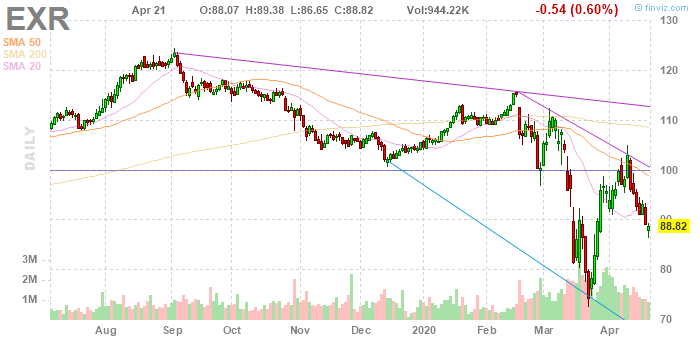 EXR
Apr 21
O:88.07 H:89.38 L:86.65 C:88.82
Vol:944.22K
-0.54 (0.60%)
© finviz.com
SMA 50
SMA 200
SMA 20
DAILY
130
120
110
100
90
88.82
80
70
3M
2M
1M
Aug Sep Oct Nov Dec 2020 Feb Mar Apr